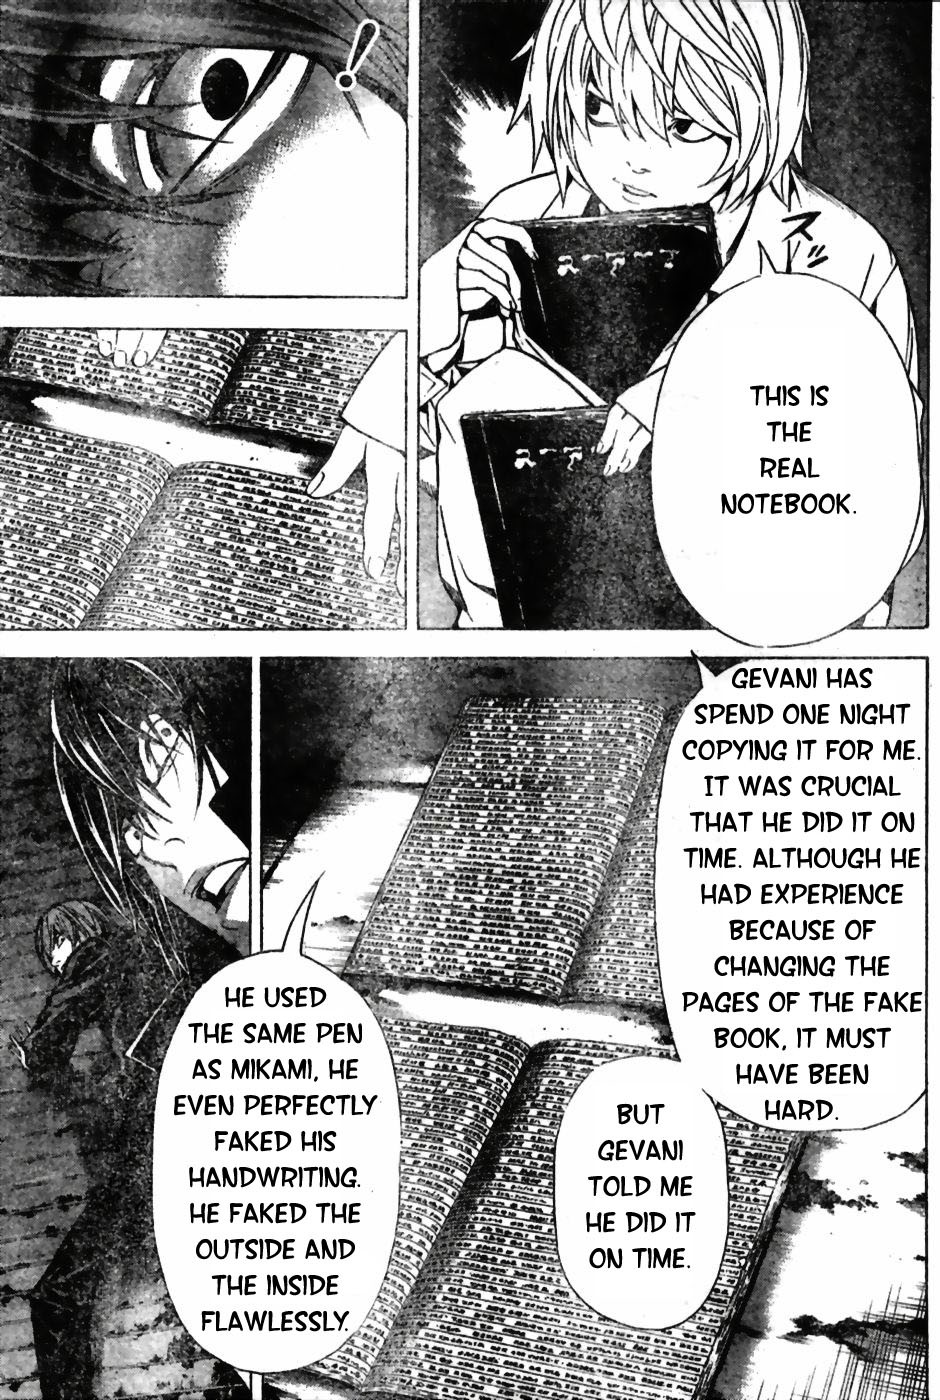 !
ズッ
THIS IS
THE
REAL
NOTEBOOK.
GEVANI HAS
SPEND ONE NIGHT
COPYING IT FOR ME.
IT WAS CRUCIAL
THAT HE DID IT ON
TIME. ALTHOUGH HE
HAD EXPERIENCE
BECAUSE OF
CHANGING THE
PAGES OF THE FAKE
BOOK, IT MUST
HAVE BEEN
HARD.
BUT
GEVANI
TOLD ME
HE DID IT
ON TIME.
HE USED
THE SAME PEN
AS MIKAMI, HE
EVEN PERFECTLY
FAKED HIS
HANDWRITING.
HE FAKED THE
OUTSIDE AND
THE INSIDE
FLAWLESSLY.